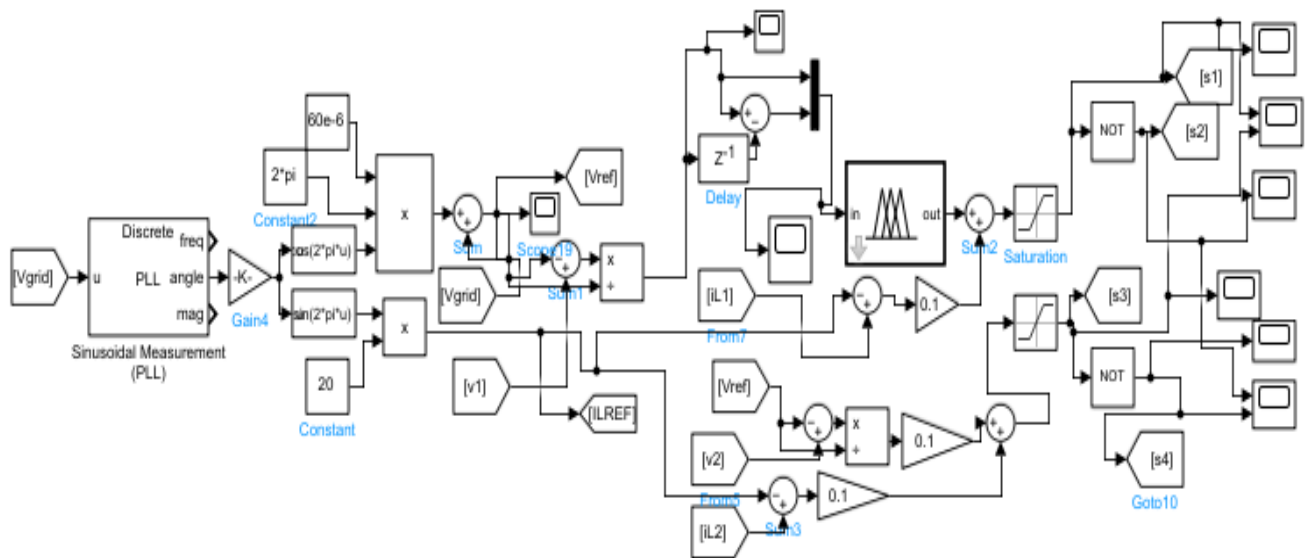 [Vgrid]
u
Discrete
PLL
freq
angle
mag
Sinusoidal Measurement
(PLL)
-K-
Gain4
60e-6
2*pi
Constant2
cos(2*pi*u)
sin(2*pi*u)
20
Constant
x
x
Sum
[Vref]
Scope19
[Vgrid]
Sum1
x
÷
[v1]
[ILREF]
Z-1
Delay
in
out
Sum2
Saturation
[iL1]
From7
0.1
[Vref]
[v2]
From5
x
÷
0.1
[iL2]
Sum3
0.1
[s1]
NOT
[s2]
[s3]
NOT
[s4]
Goto10